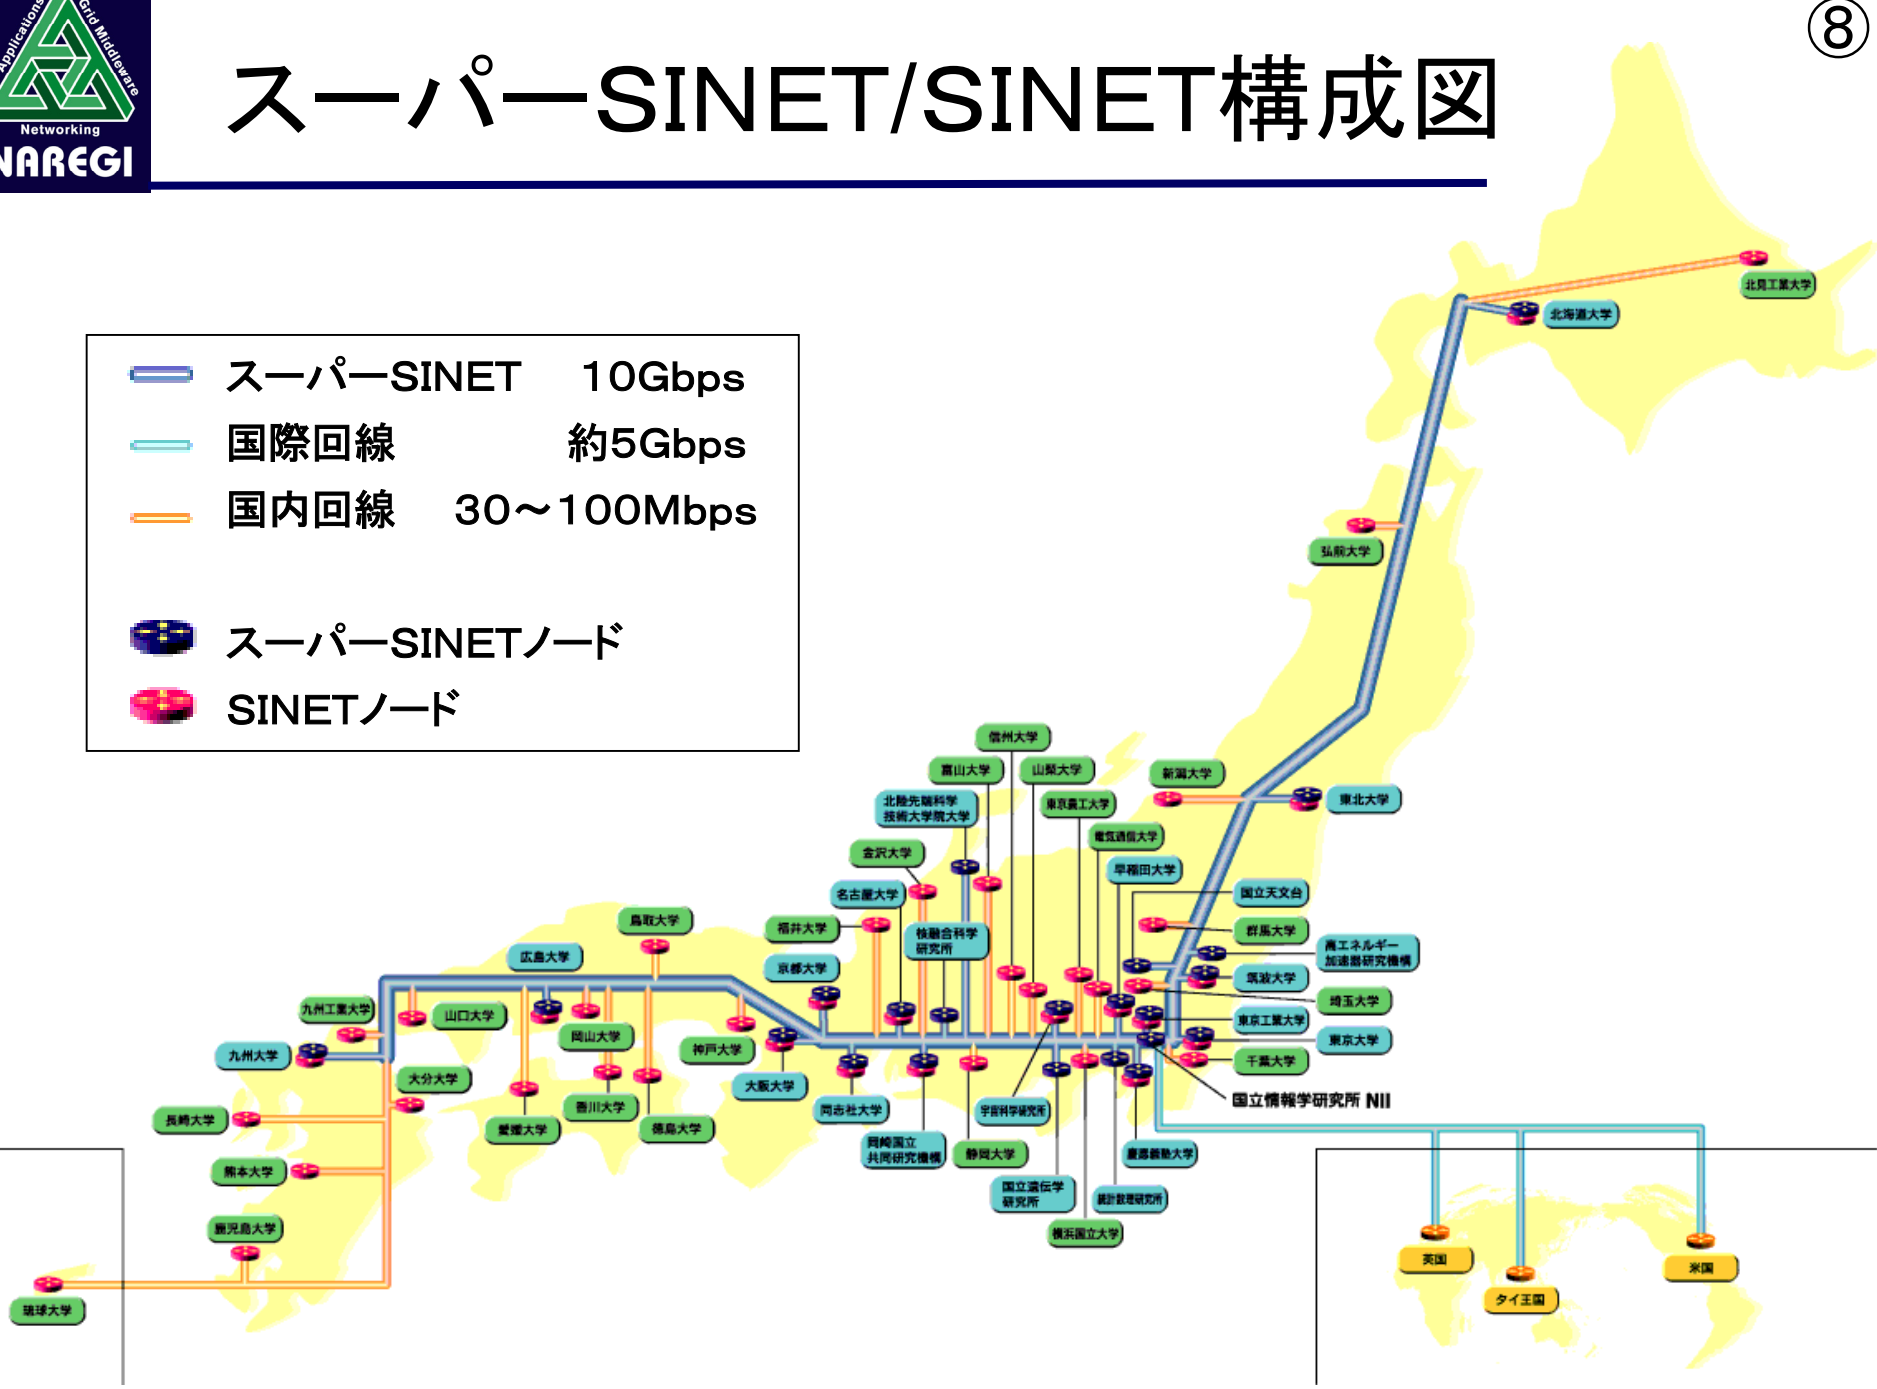 ⑧
Applications
Grid Middleware
Networking
NAREGI
スーパーSINET/SINET構成図
スーパーSINET 10Gbps
国際回線 約5Gbps
国内回線 30～100Mbps
スーパーSINETノード
SINETノード
北見工業大学
北海道大学
弘前大学
信州大学
富山大学
山梨大学
新潟大学
北陸先端科学
技術大学院大学
東京農工大学
東北大学
電気通信大学
金沢大学
早稲田大学
名古屋大学
国立天文台
鳥取大学
福井大学
核融合科学
研究所
群馬大学
高エネルギー
加速器研究機構
広島大学
京都大学
筑波大学
埼玉大学
九州工業大学
山口大学
岡山大学
東京工業大学
神戸大学
東京大学
九州大学
千葉大学
大分大学
大阪大学
国立情報学研究所 NII
香川大学
同志社大学
宇宙科学研究所
長崎大学
愛媛大学
徳島大学
岡崎国立
共同研究機構
静岡大学
慶應義塾大学
熊本大学
国立遺伝学
研究所
統計数理研究所
鹿児島大学
横浜国立大学
英国
米国
タイ王国
琉球大学